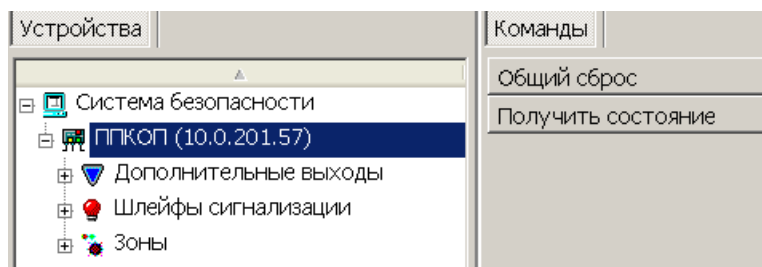 Устройства
Команды
Система безопасности
ППКОП (10.0.201.57)
Дополнительные выходы
Шлейфы сигнализации
Зоны
Общий сброс
Получить состояние